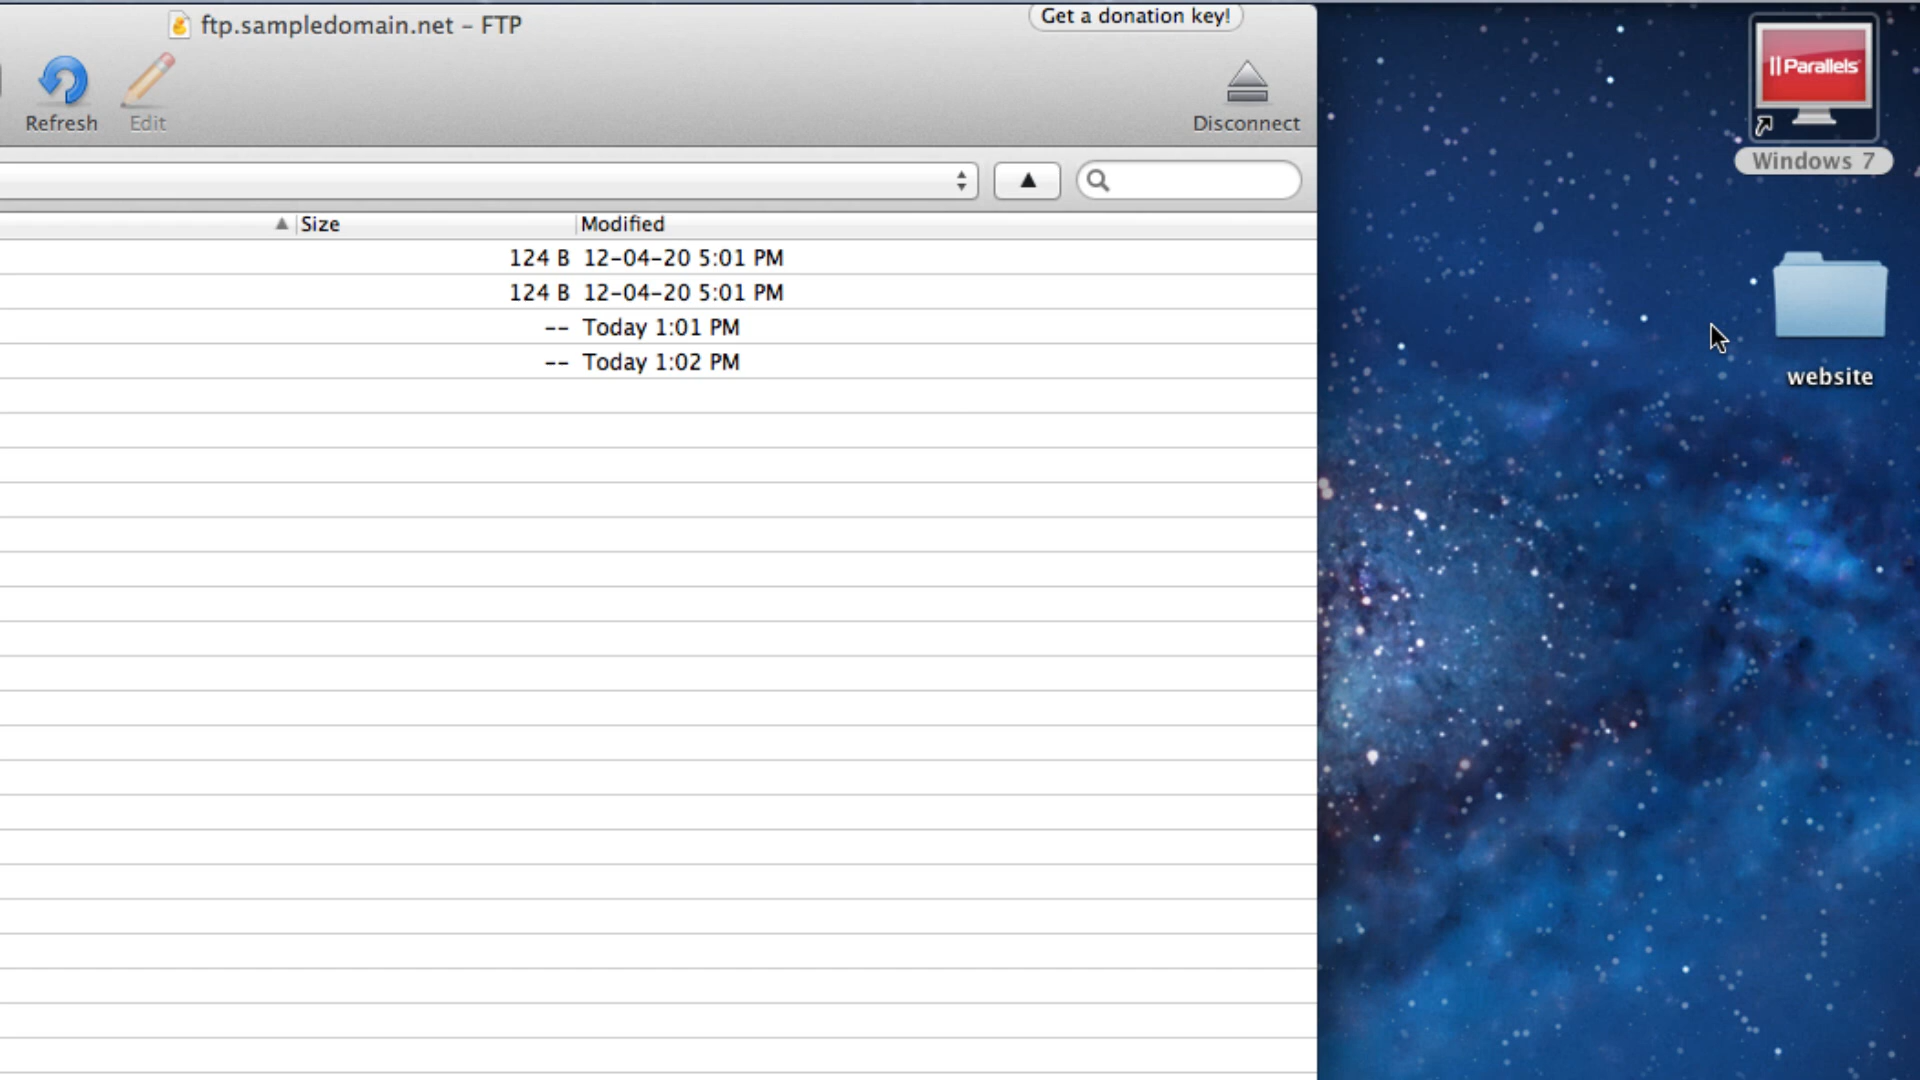 ftp.sampledomain.net – FTP
Get a donation key!
Refresh
Edit
Disconnect
Size
Modified
124 B 12-04-20 5:01 PM
124 B 12-04-20 5:01 PM
-- Today 1:01 PM
-- Today 1:02 PM
Parallels
Windows 7
website